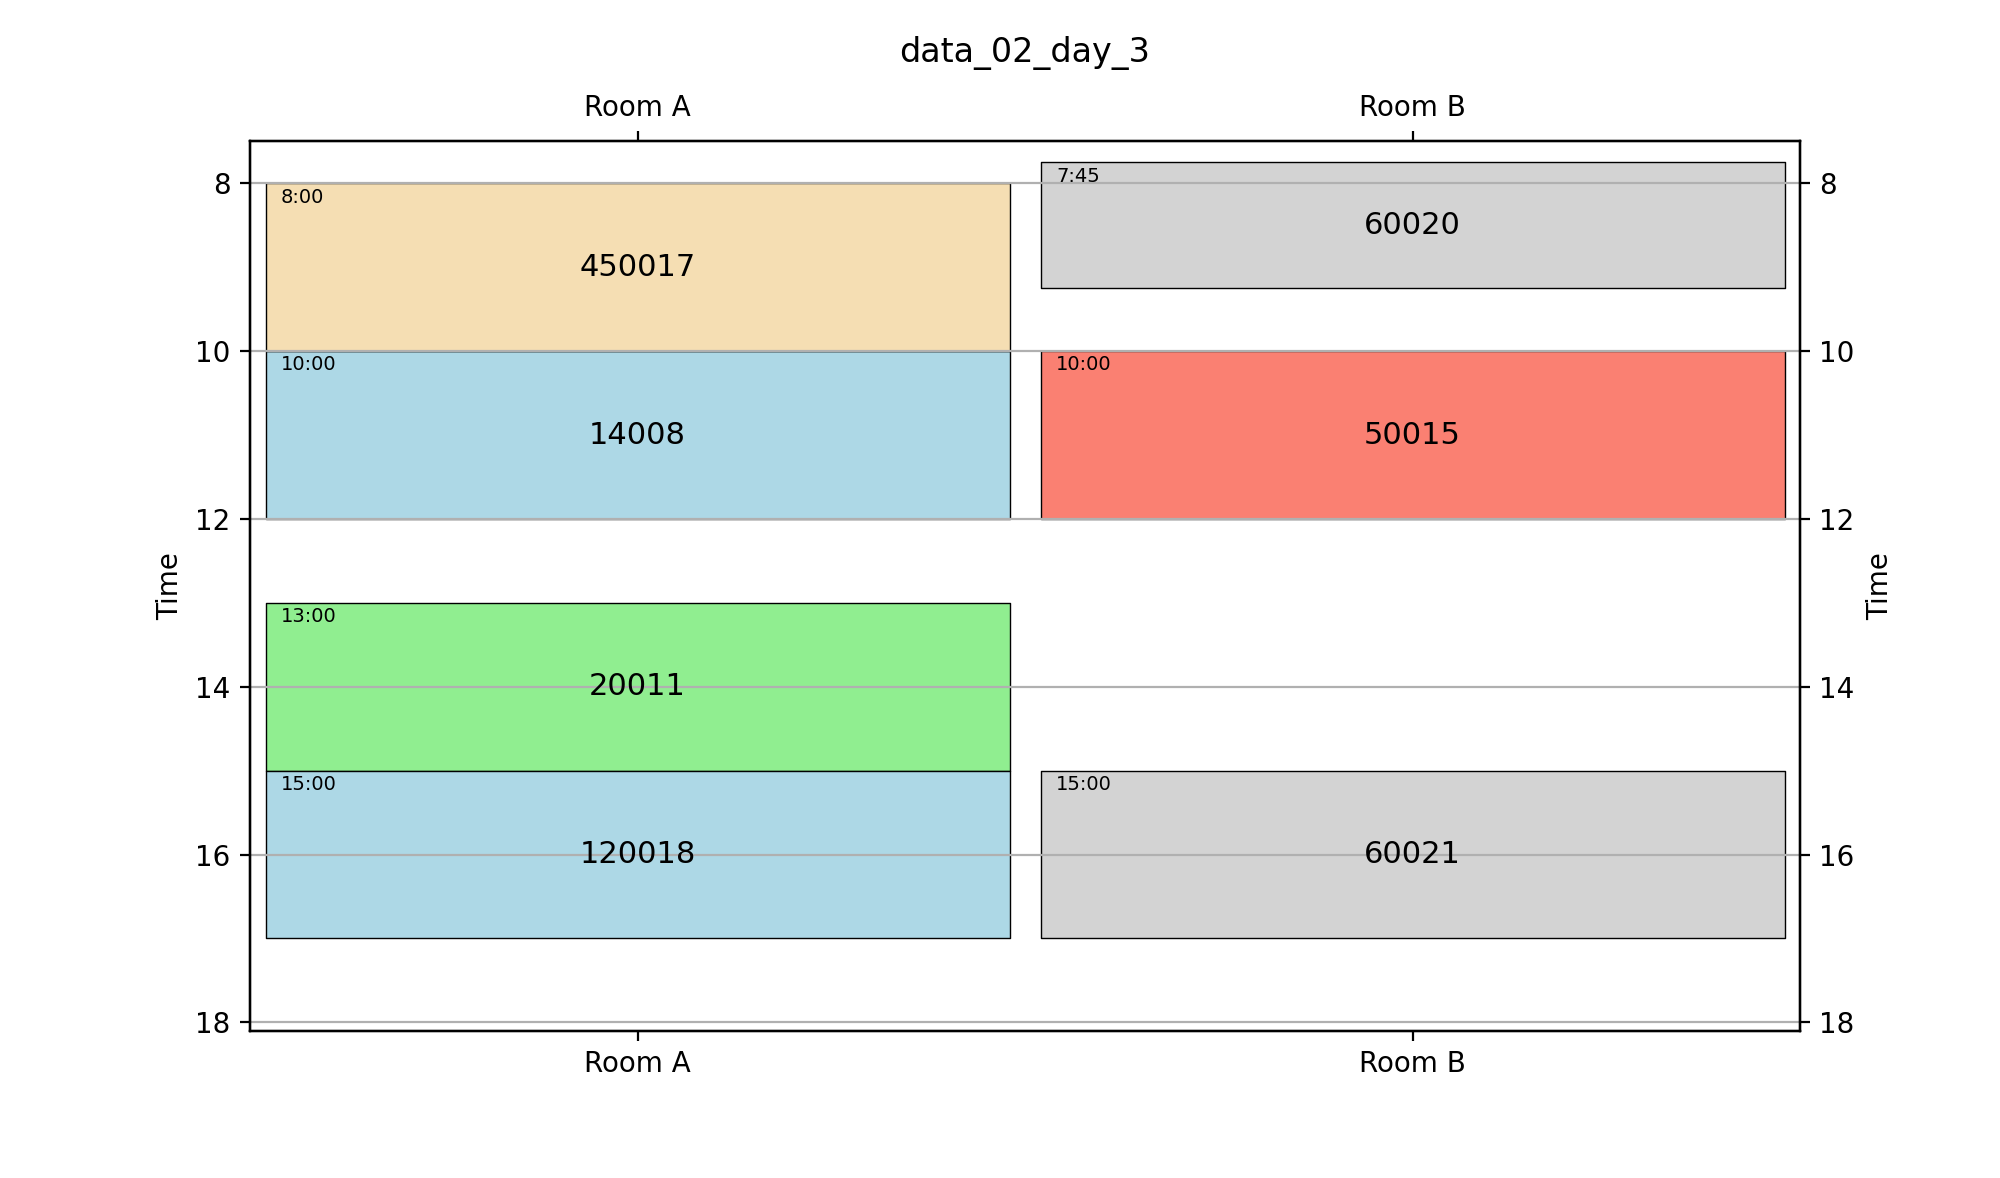 data_02_day_3
Room A Room B
8 8:00 7:45 8
450017 60020
10 10:00 10:00 10
14008 50015
12 12
Time Time
13:00
14 20011 14
15:00 15:00
16 120018 60021 16
18 18
Room A Room B